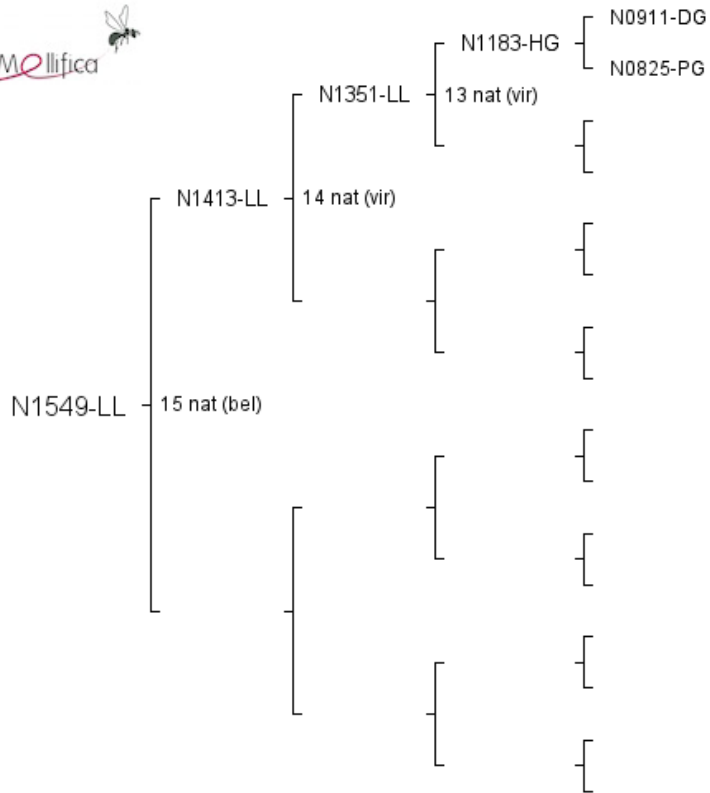 Mellifica
N0911-DG
N1183-HG
N0825-PG
N1351-LL
13 nat (vir)
N1413-LL
14 nat (vir)
N1549-LL
15 nat (bel)